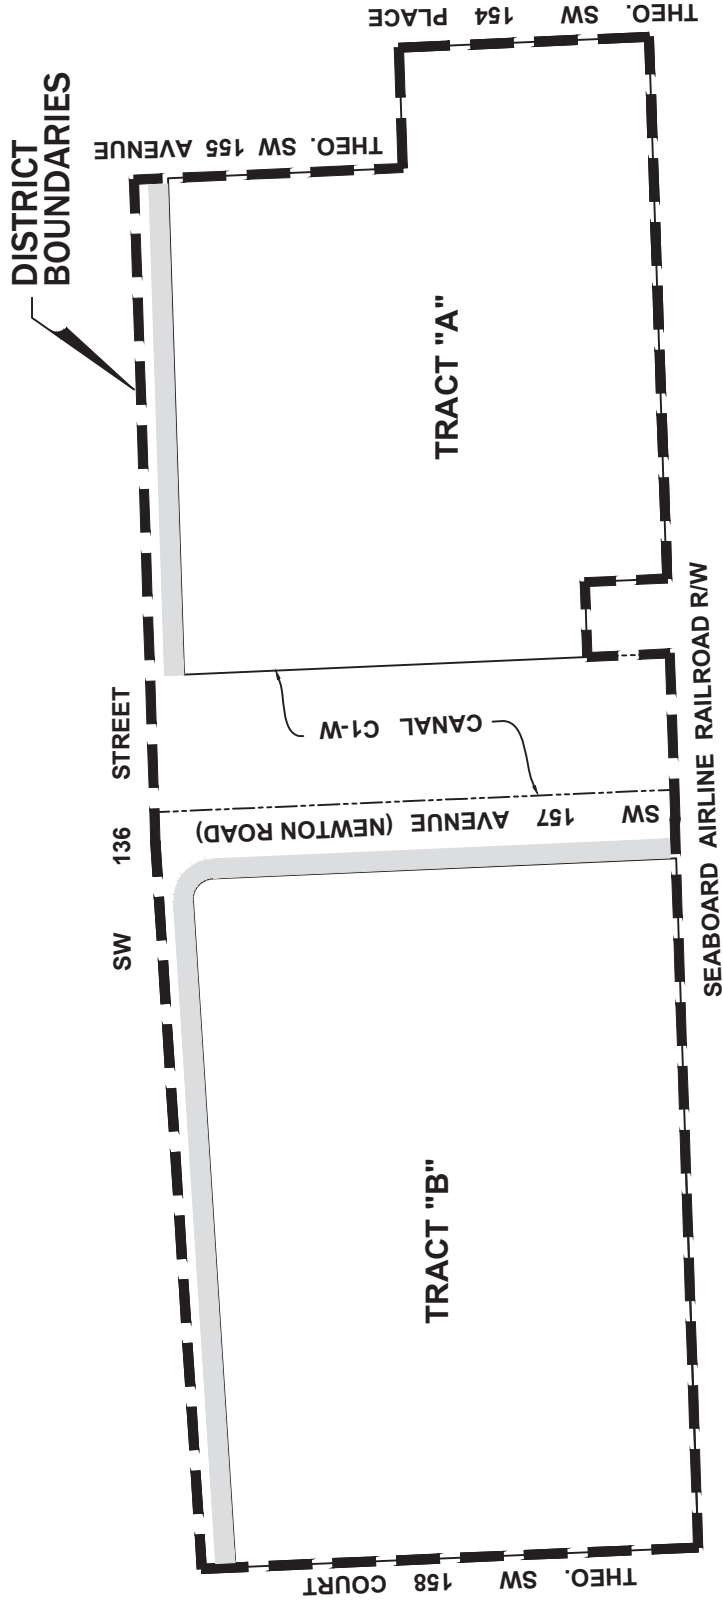 DISTRICT
BOUNDARIES
SW 136 STREET
THEO. SW 158 COURT
TRACT "B"
SW 157 AVENUE (NEWTON ROAD)
CANAL C1-W
TRACT "A"
THEO. SW 155 AVENUE
THEO. SW 154 PLACE
SEABOARD AIRLINE RAILROAD R/W